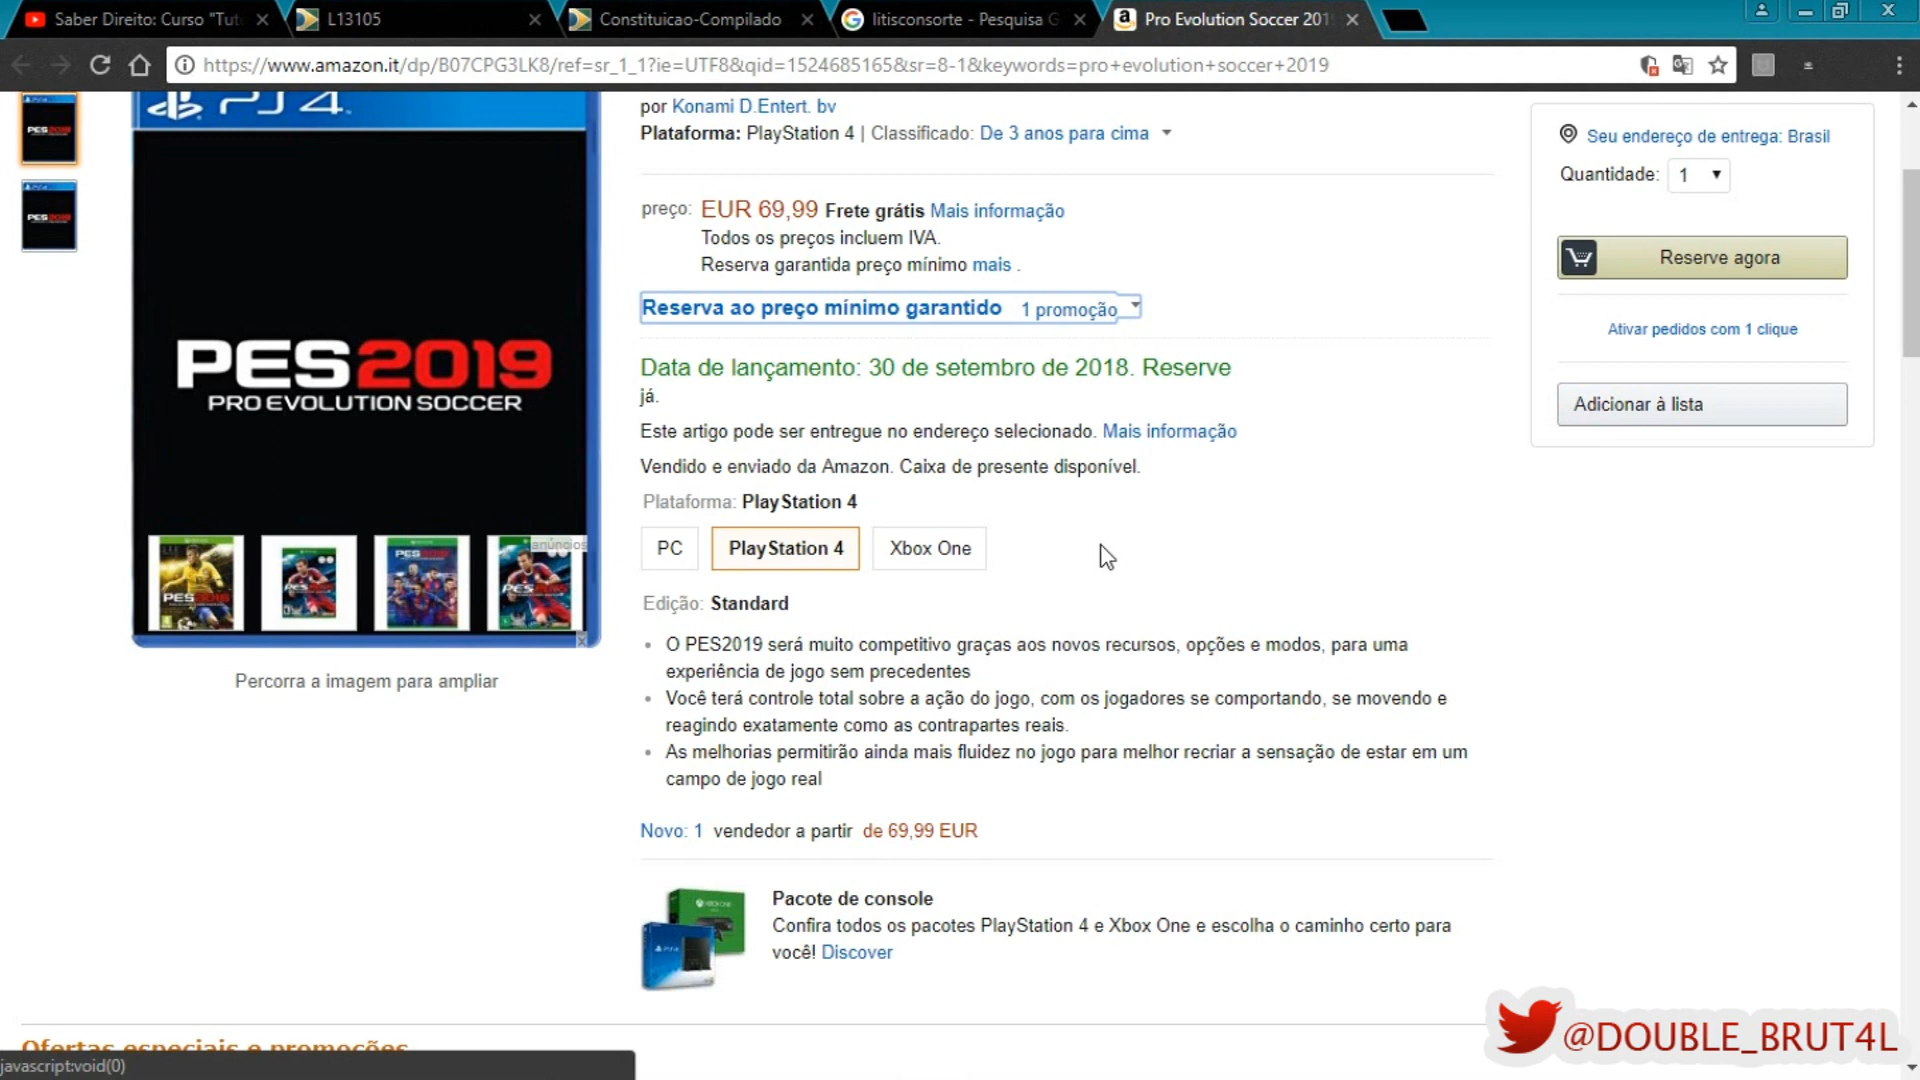 Saber Direito: Curso "Tut
L13105
Constituicao-Compilado
litisconsorte - Pesquisa G
Pro Evolution Soccer 201
https://www.amazon.it/dp/B07CPG3LK8/ref=sr_1_1?ie=UTF8&qid=1524685165&sr=8-1&keywords=pro+evolution+soccer+2019
PS4
PES2019
PES2019
PES2019
PRO EVOLUTION SOCCER
anúncios
Percorra a imagem para ampliar
por Konami D.Entert. bv
Plataforma: PlayStation 4 | Classificado: De 3 anos para cima
preço: EUR 69,99 Frete grátis Mais informação
Todos os preços incluem IVA.
Reserva garantida preço mínimo mais .
Reserva ao preço mínimo garantido 1 promoção
Data de lançamento: 30 de setembro de 2018. Reserve
já.
Este artigo pode ser entregue no endereço selecionado. Mais informação
Vendido e enviado da Amazon. Caixa de presente disponível.
Plataforma: PlayStation 4
PC PlayStation 4 Xbox One
Edição: Standard
• O PES2019 será muito competitivo graças aos novos recursos, opções e modos, para uma
experiência de jogo sem precedentes
• Você terá controle total sobre a ação do jogo, com os jogadores se comportando, se movendo e
reagindo exatamente como as contrapartes reais.
• As melhorias permitirão ainda mais fluidez no jogo para melhor recriar a sensação de estar em um
campo de jogo real
Novo: 1 vendedor a partir de 69,99 EUR
Pacote de console
Confira todos os pacotes PlayStation 4 e Xbox One e escolha o caminho certo para
você! Discover
Seu endereço de entrega: Brasil
Quantidade: 1
Reserve agora
Ativar pedidos com 1 clique
Adicionar à lista
Ofertas especiais e promoções
javascript:void(0)
@DOUBLE_BRUT4L